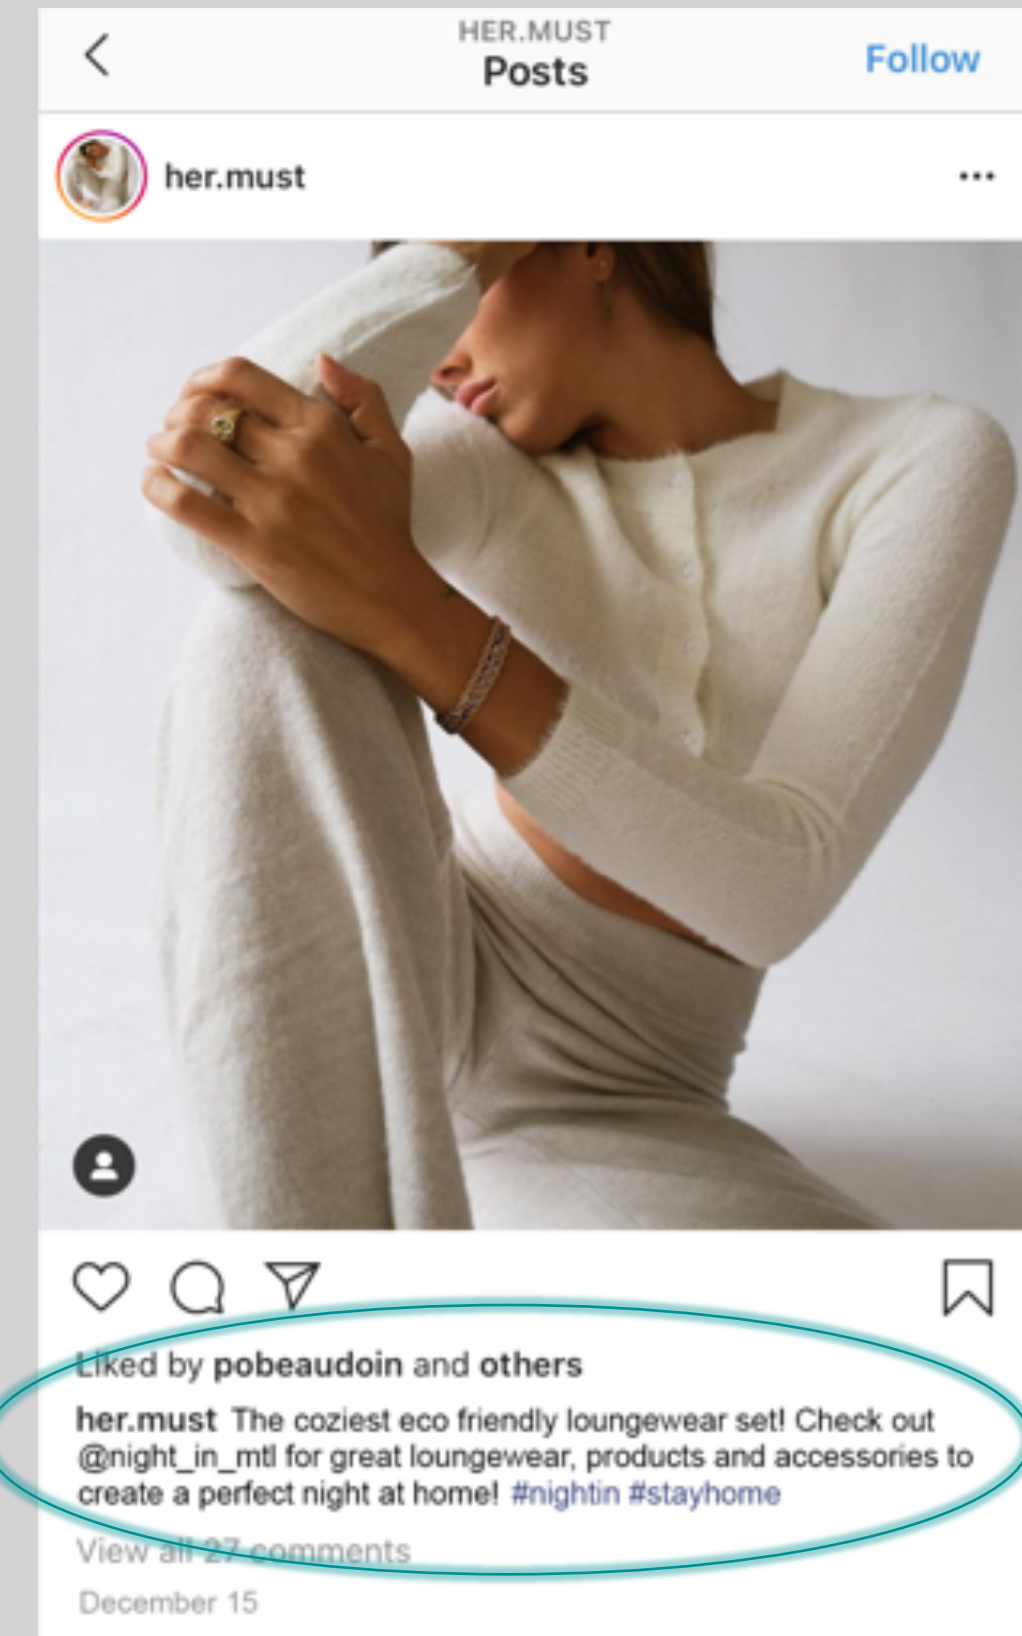 HER.MUST
Posts
Follow
her.must
Liked by pobeaudoin and others
her.must The coziest eco friendly loungewear set! Check out
@night_in_mtl for great loungewear, products and accessories to
create a perfect night at home! #nightin #stayhome
View all 27 comments
December 15